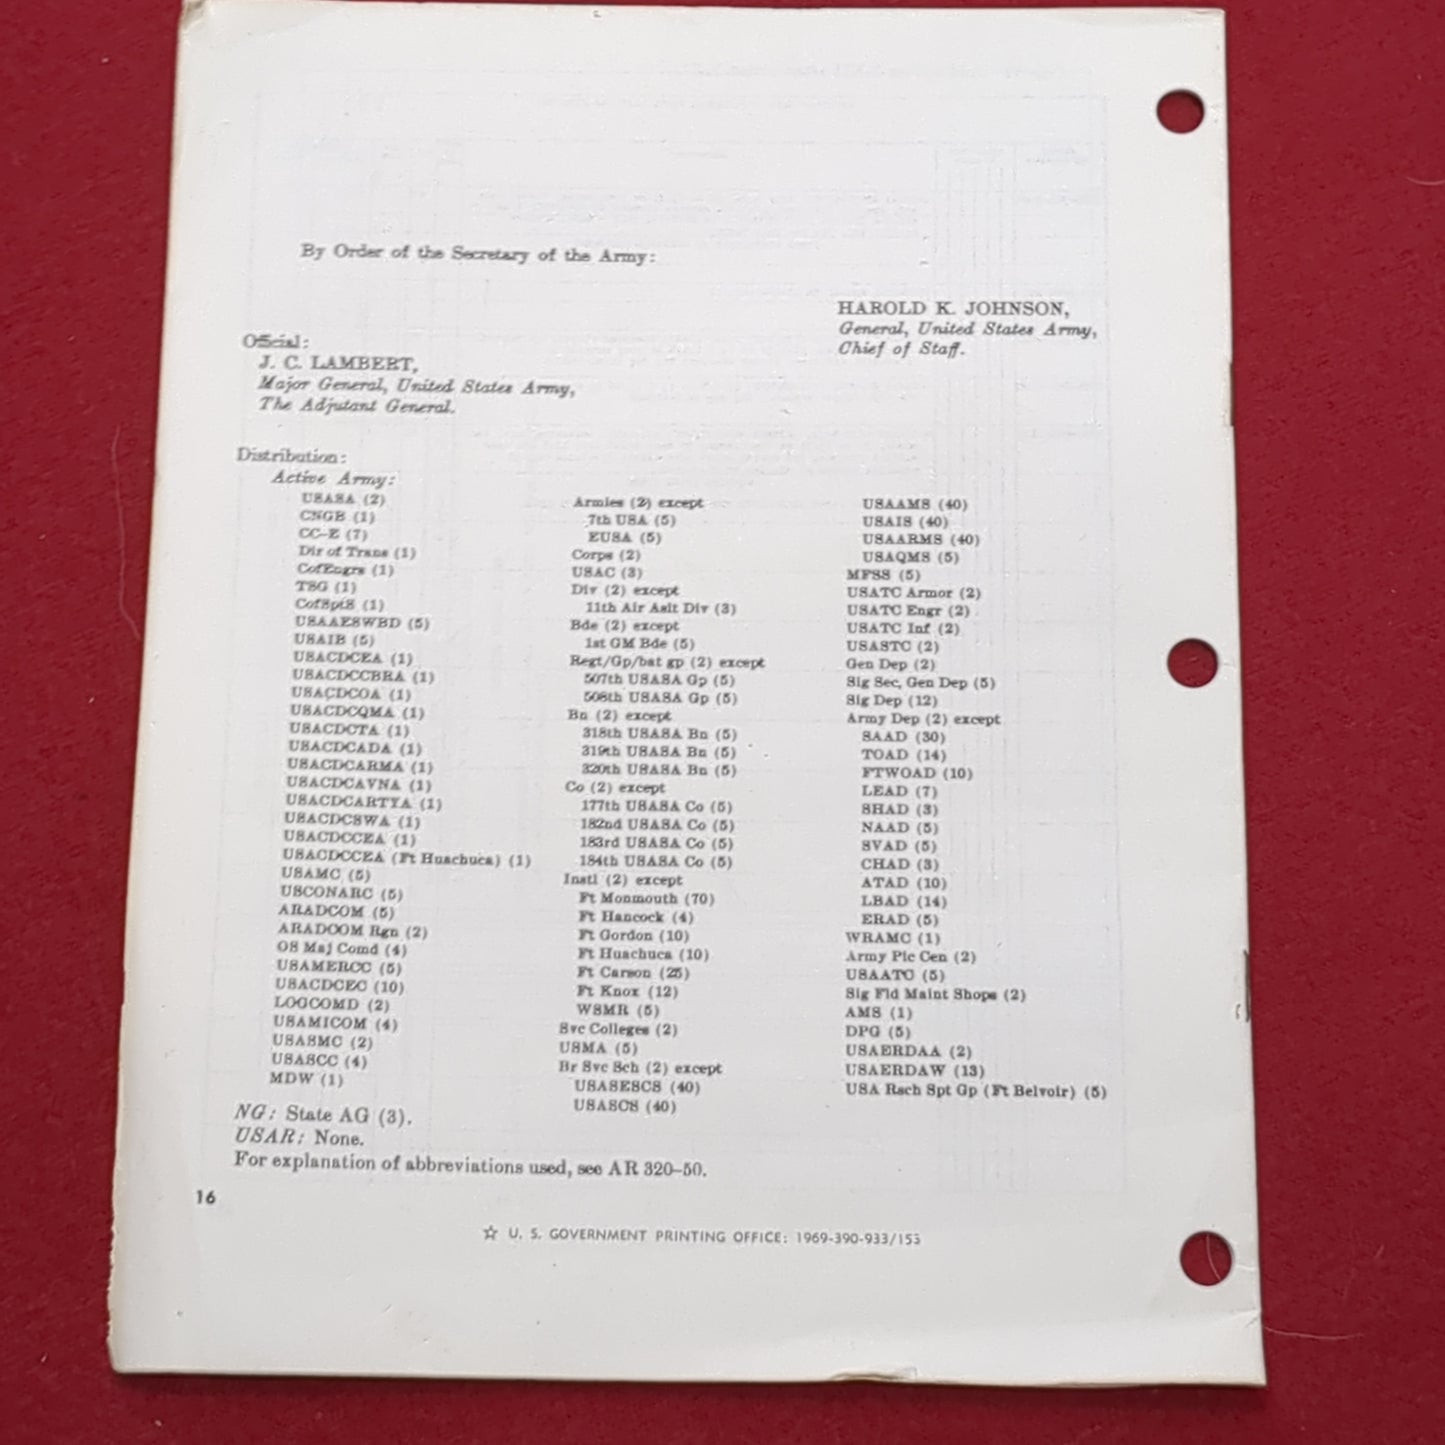 By Order of the Secretary of the Army:
HAROLD K. JOHNSON,
General, United States Army,
Chief of Staff.
Official:
J. C. LAMBERT,
Major General, United States Army,
The Adjutant General.
Distribution:
Active Army:
USASA (2)
CNGB (1)
CC-E (7)
Dir of Trans (1)
CofEngrs (1)
TSG (1)
CofSptS (1)
USAAESWBD (5)
USAIB (5)
USACDCEA (1)
USACDCCBRA (1)
USACDCOA (1)
USACDCQMA (1)
USACDCTA (1)
USACDCADA (1)
USACDCARMA (1)
USACDCAVNA (1)
USACDCARTYA (1)
USACDCSWA (1)
USACDCCEA (1)
USACDCCEA (Ft Huachuca) (1)
USAMC (5)
USCONARC (5)
ARADCOM (5)
ARADCOM Rgn (2)
OS Maj Comd (4)
USAMERCC (5)
USACDCEC (10)
LOGCOMD (2)
USAMICOM (4)
USASMC (2)
USASCC (4)
MDW (1)
Armies (2) except
7th USA (5)
EUSA (5)
Corps (2)
USAC (3)
Div (2) except
11th Air Aslt Div (3)
Bde (2) except
1st GM Bde (5)
Regt/Gp/bat gp (2) except
507th USASA Gp (5)
508th USASA Gp (5)
Bn (2) except
318th USASA Bn (5)
319th USASA Bn (5)
320th USASA Bn (5)
Co (2) except
177th USASA Co (5)
182nd USASA Co (5)
183rd USASA Co (5)
184th USASA Co (5)
Instl (2) except
Ft Monmouth (70)
Ft Hancock (4)
Ft Gordon (10)
Ft Huachuca (10)
Ft Carson (25)
Ft Knox (12)
WSMR (5)
Svc Colleges (2)
USMA (5)
Br Svc Sch (2) except
USASESCS (40)
USASCS (40)
USAAMS (40)
USAIS (40)
USAARMS (40)
USAQMS (5)
MFSS (5)
USATC Armor (2)
USATC Engr (2)
USATC Inf (2)
USASTC (2)
Gen Dep (2)
Sig Sec, Gen Dep (5)
Sig Dep (12)
Army Dep (2) except
SAAD (30)
TOAD (14)
FTWOAD (10)
LEAD (7)
SHAD (3)
NAAD (5)
SVAD (5)
CHAD (3)
ATAD (10)
LBAD (14)
ERAD (5)
WRAMC (1)
Army Pic Cen (2)
USAATC (5)
Sig Fld Maint Shops (2)
AMS (1)
DPG (5)
USAERDAA (2)
USAERDAW (13)
USA Rsch Spt Gp (Ft Belvoir) (5)
NG: State AG (3).
USAR: None.
For explanation of abbreviations used, see AR 320-50.
16
☆ U. S. GOVERNMENT PRINTING OFFICE: 1969-390-933/153